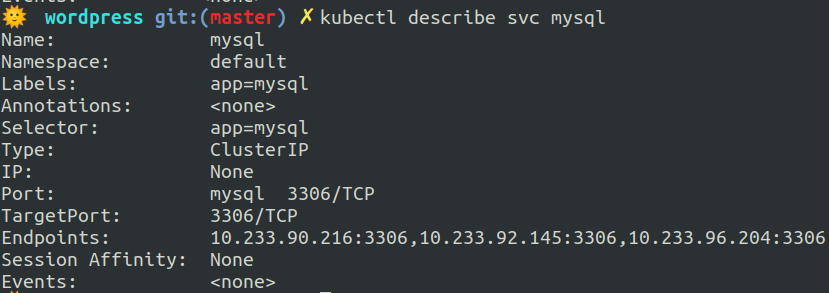 wordpress git:(master) ✗ kubectl describe svc mysql
Name: mysql
Namespace: default
Labels: app=mysql
Annotations: <none>
Selector: app=mysql
Type: ClusterIP
IP: None
Port: mysql 3306/TCP
TargetPort: 3306/TCP
Endpoints: 10.233.90.216:3306,10.233.92.145:3306,10.233.96.204:3306
Session Affinity: None
Events: <none>